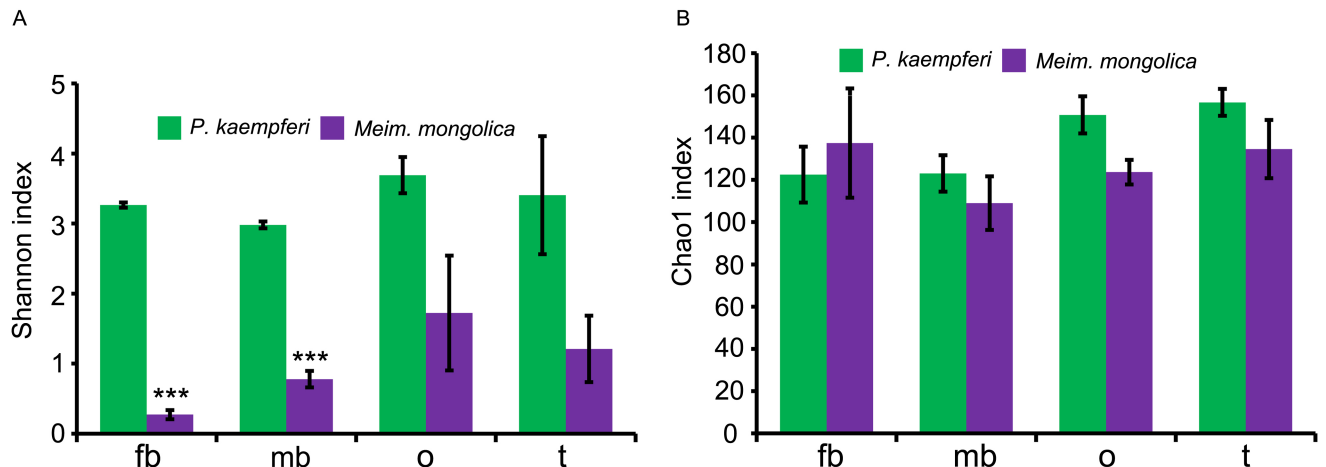 A
Shannon index
5
4
3
2
1
0
P. kaempferi Meim. mongolica
***
***
fb mb o t
B
Chao1 index
180
160
140
120
100
80
60
40
20
0
P. kaempferi Meim. mongolica
fb mb o t